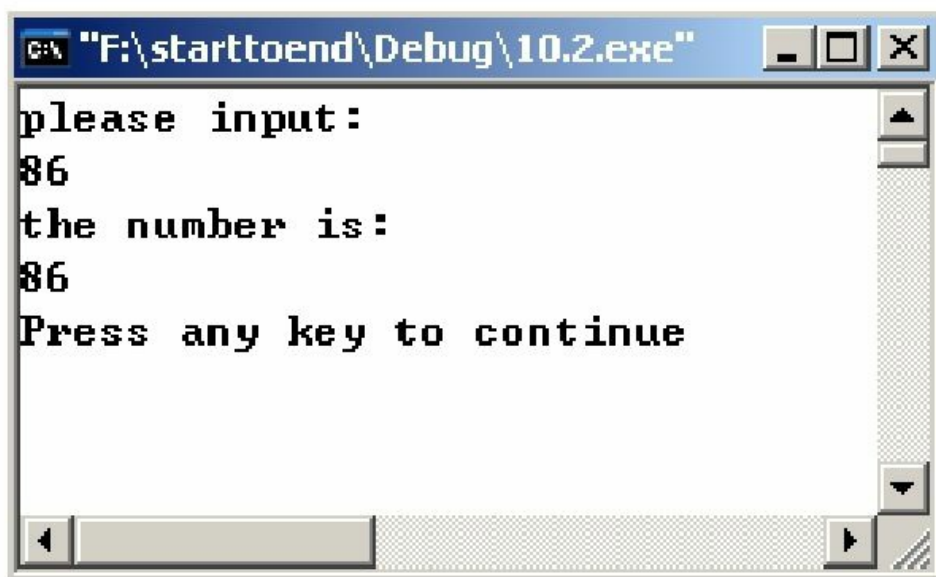 "F:\starttoend\Debug\10.2.exe"
please input:
86
the number is:
86
Press any key to continue